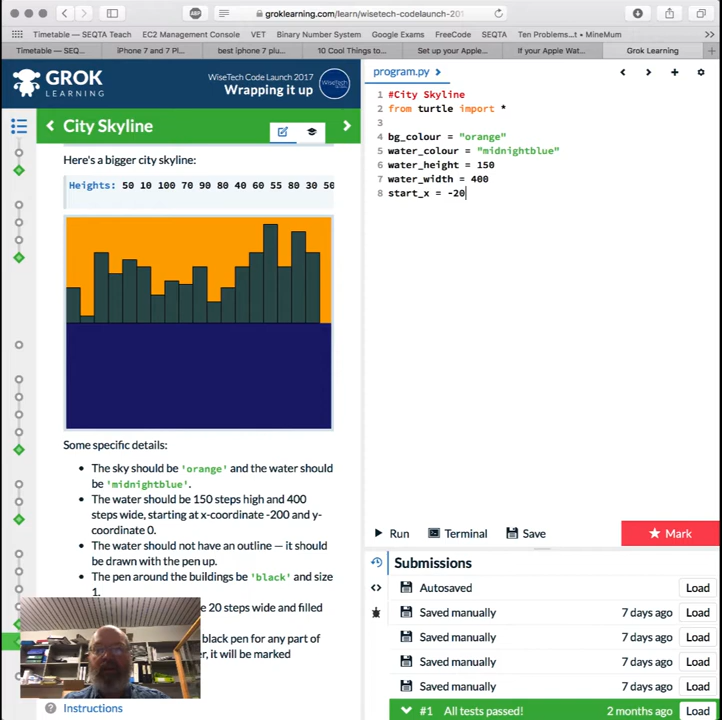 groklearning.com/learn/wisetech-codelaunch-201
Timetable — SEQTA Teach EC2 Management Console VET Binary Number System Google Exams FreeCode SEQTA Ten Problems...t • MineMum
Timetable — SEQ... iPhone 7 and 7 Pl... best iphone 7 plu... 10 Cool Things to... Set up your Apple... If your Apple Wat... Grok Learning
GROK
LEARNING
WiseTech Code Launch 2017
Wrapping it up
City Skyline
Here's a bigger city skyline:
Heights: 50 10 100 70 90 80 40 60 55 80 30 50
Some specific details:
The sky should be 'orange' and the water should
be 'midnightblue'.
The water should be 150 steps high and 400
steps wide, starting at x-coordinate -200 and y-
coordinate 0.
The water should not have an outline — it should
be drawn with the pen up.
The pen around the buildings be 'black' and size
1.
e 20 steps wide and filled
black pen for any part of
, it will be marked
Instructions
program.py
1 #City Skyline
2 from turtle import *
3
4 bg_colour = "orange"
5 water_colour = "midnightblue"
6 water_height = 150
7 water_width = 400
8 start_x = -20
Run Terminal Save Mark
Submissions
Autosaved Load
Saved manually 7 days ago Load
Saved manually 7 days ago Load
Saved manually 7 days ago Load
Saved manually 7 days ago Load
#1 All tests passed! 2 months ago Load